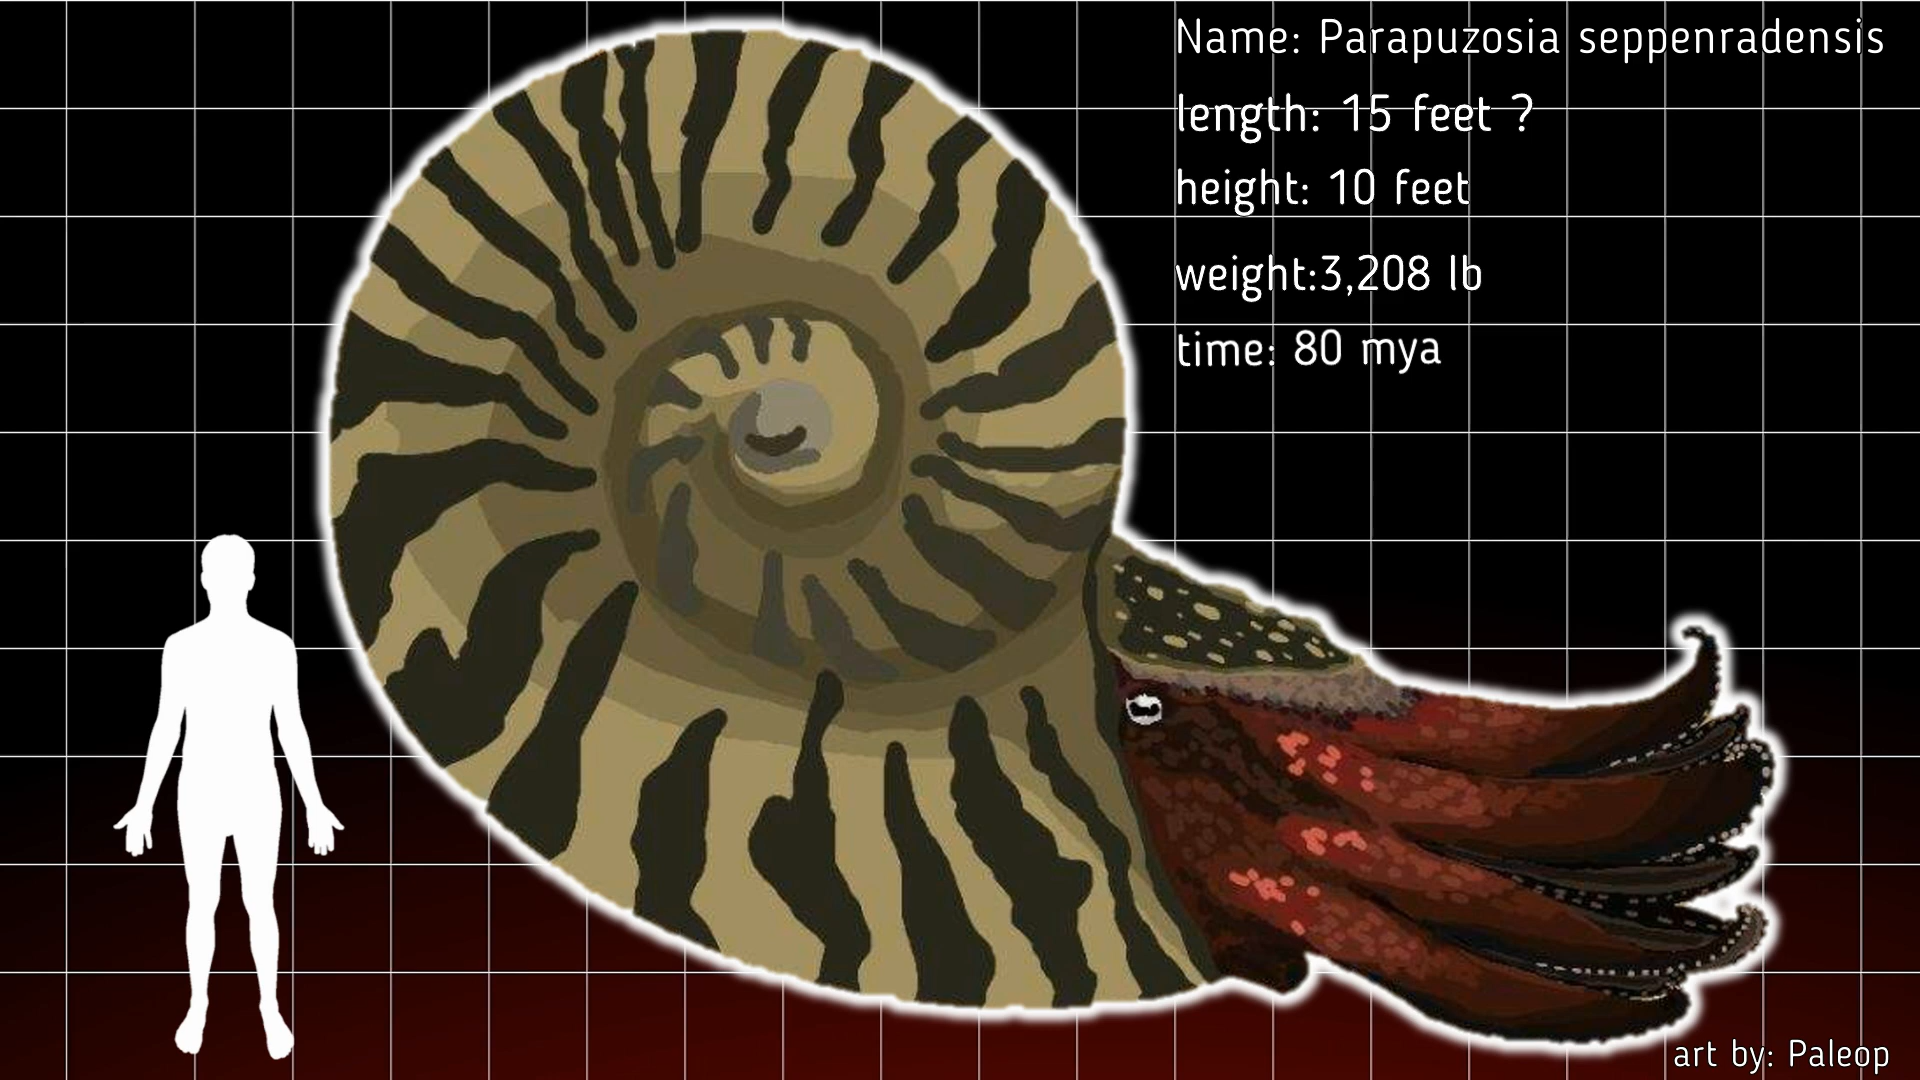 Name: Parapuzosia seppenradensis
length: 15 feet ?
height: 10 feet
weight:3,208 lb
time: 80 mya
art by: Paleop